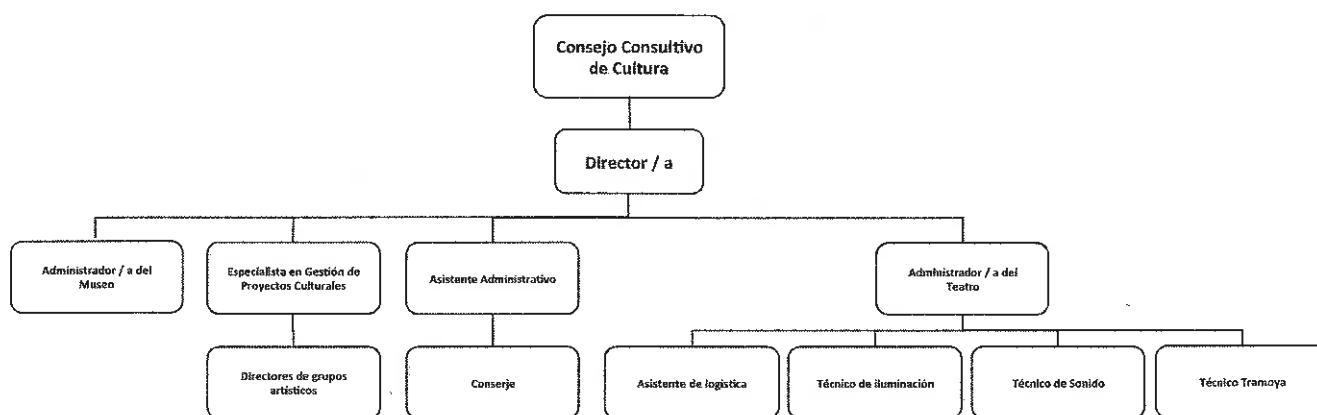 Consejo Consultivo
de Cultura
Director / a
Administrador / a del
Museo
Especialista en Gestión de
Proyectos Culturales
Asistente Administrativo
Administrador / a del
Teatro
Directores de grupos
artísticos
Conserje
Asistente de logística
Técnico de iluminación
Técnico de Sonido
Técnico Tramoya